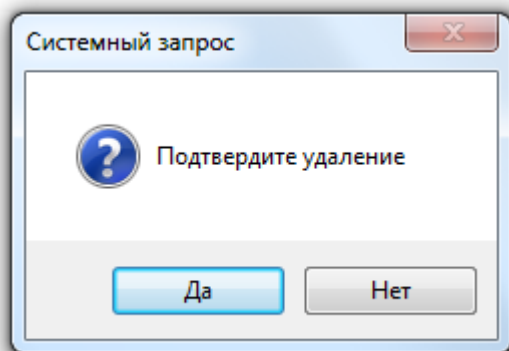 Системный запрос
Подтвердите удаление
Да
Нет